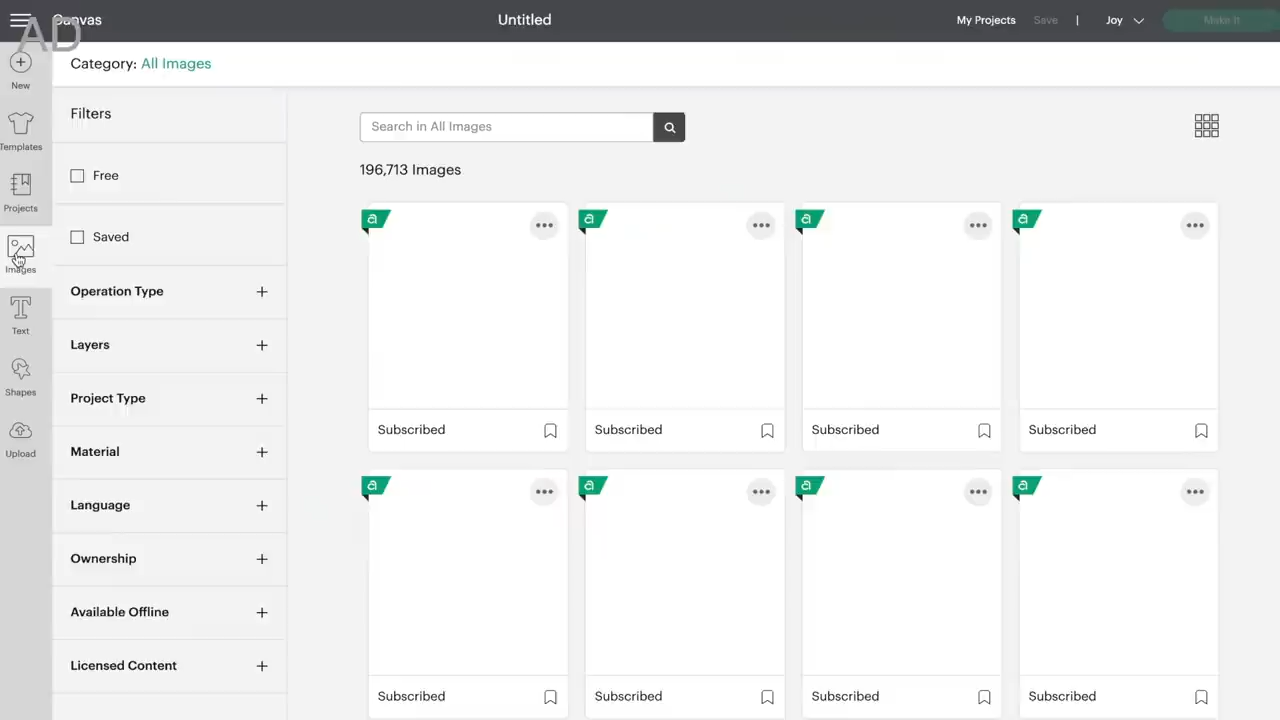 Canvas
Untitled
My Projects
Save
|
Joy
Make It
AD
New
Templates
Projects
Images
Text
Shapes
Upload
Category: All Images
Filters
Free
Saved
Operation Type
Layers
Project Type
Material
Language
Ownership
Available Offline
Licensed Content
Search in All Images
196,713 Images
a
a
a
a
Subscribed
Subscribed
Subscribed
Subscribed
a
a
a
a
Subscribed
Subscribed
Subscribed
Subscribed